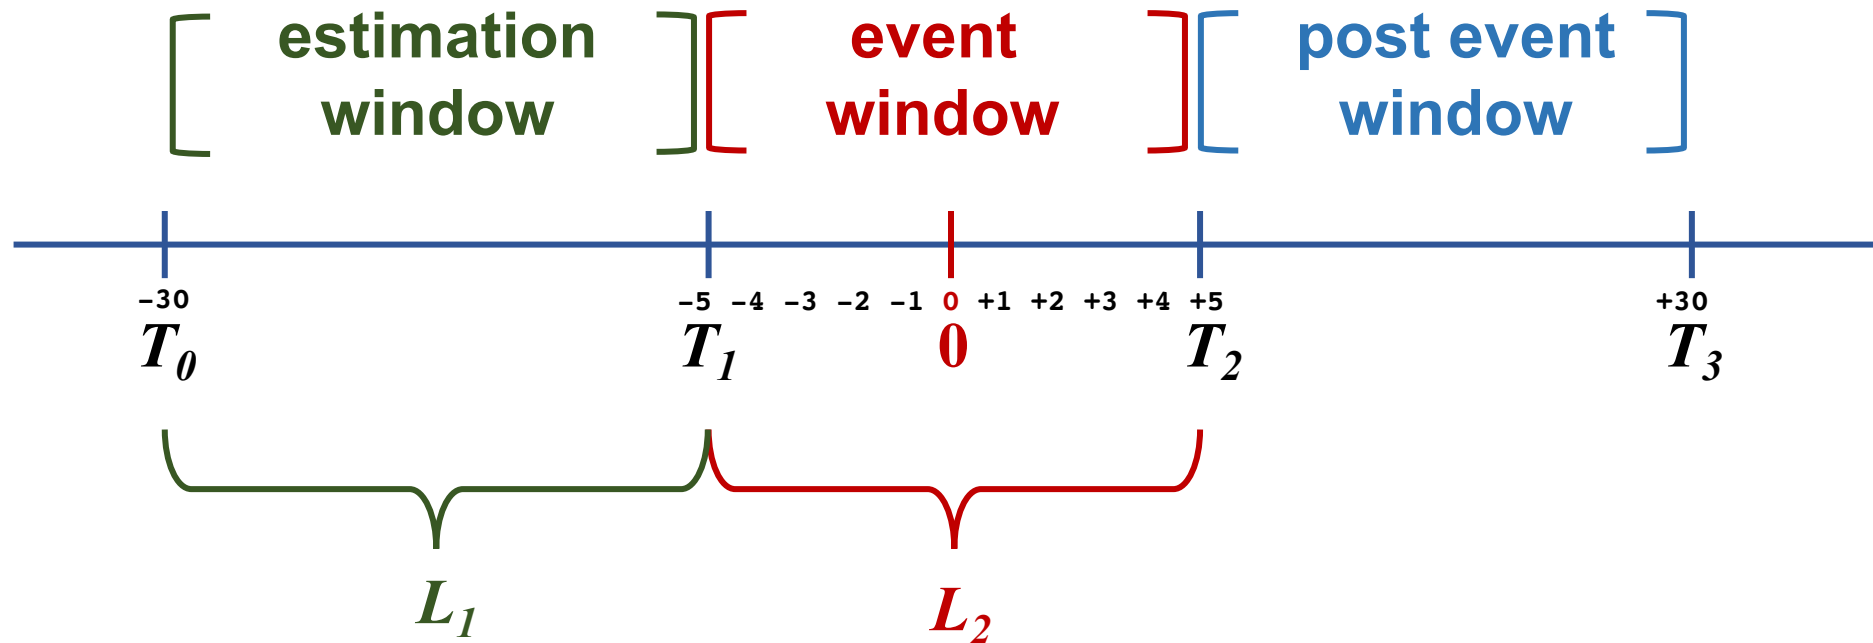 estimation window
event window
post event window
-30 -5 -4 -3 -2 -1 0 +1 +2 +3 +4 +5 +30
T0 T1 0 T2 T3
L1 L2